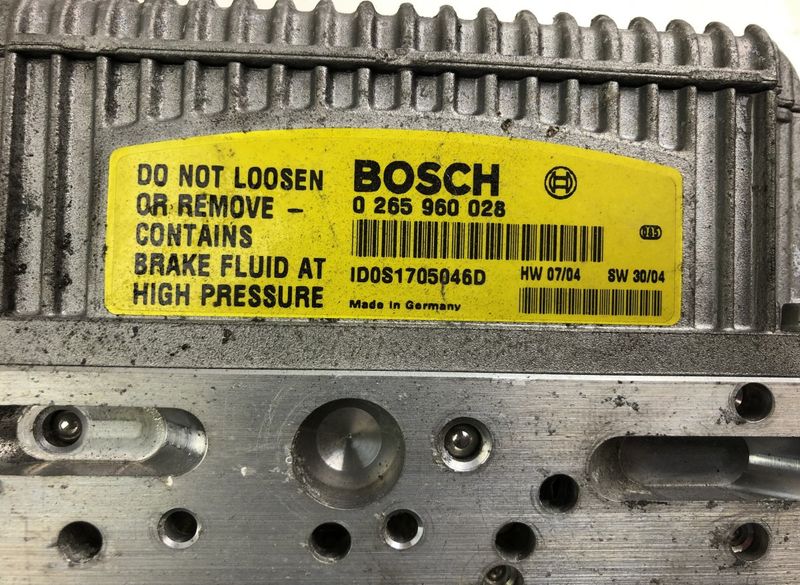 DO NOT LOOSEN
OR REMOVE –
CONTAINS
BRAKE FLUID AT
HIGH PRESSURE
BOSCH
0 265 960 028
085
ID0S1705046D HW 07/04 SW 30/04
Made in Germany